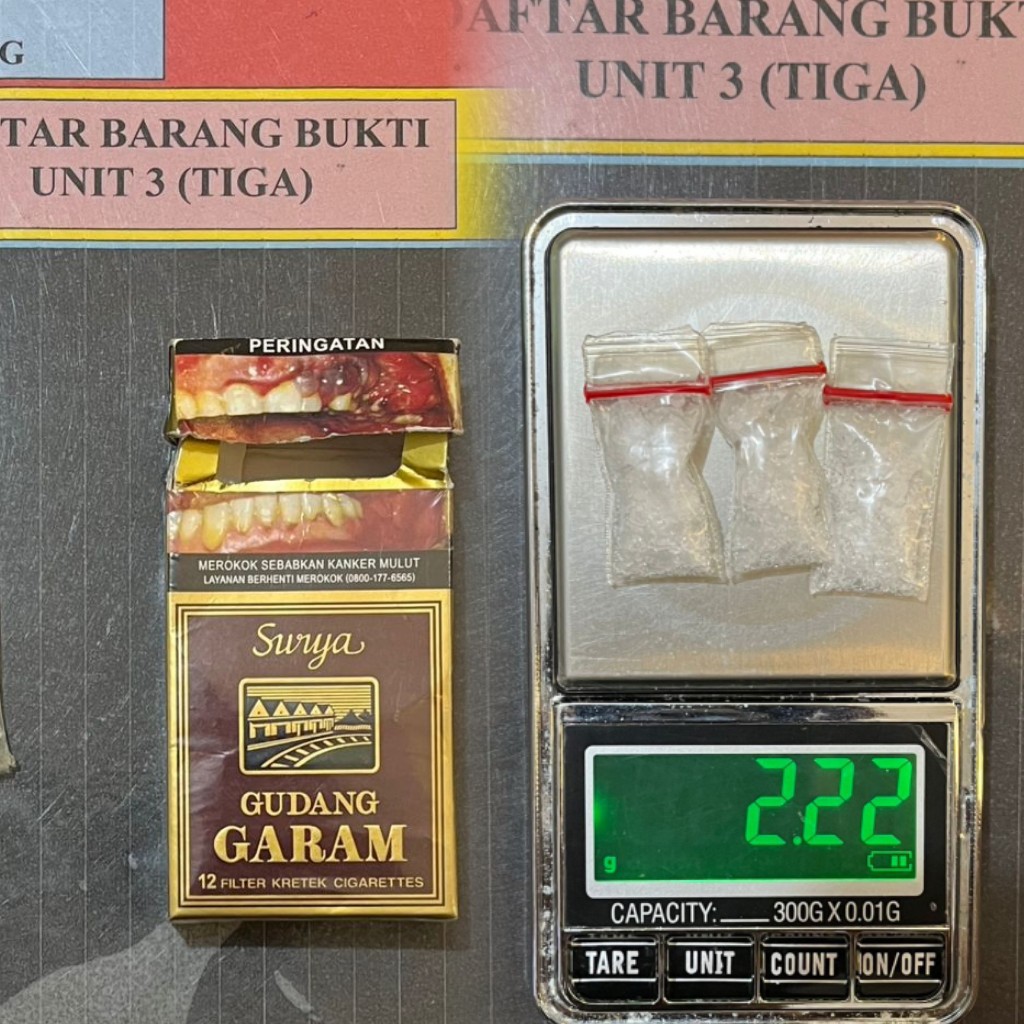 G
TAR BARANG BUKTI
UNIT 3 (TIGA)
DAFTAR BARANG BUKT
UNIT 3 (TIGA)
PERINGATAN
MEROKOK SEBABKAN KANKER MULUT
LAYANAN BERHENTI MEROKOK (0800-177-6565)
Surya
GUDANG
GARAM
12 FILTER KRETEK CIGARETTES
2.22
g
CAPACITY: ____ 300G X 0.01G
TARE UNIT COUNT ON/OFF